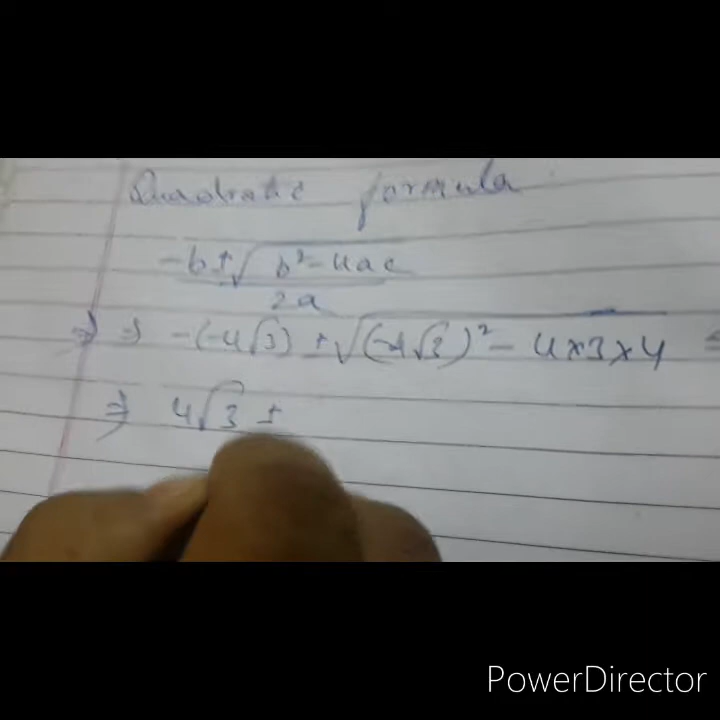 Quadratic formula
-b±√b²-4ac
2a
⇒ ⇒ -(-4√3) ± √(-4√3)² - 4×3×4
⇒ 4√3 ±
PowerDirector